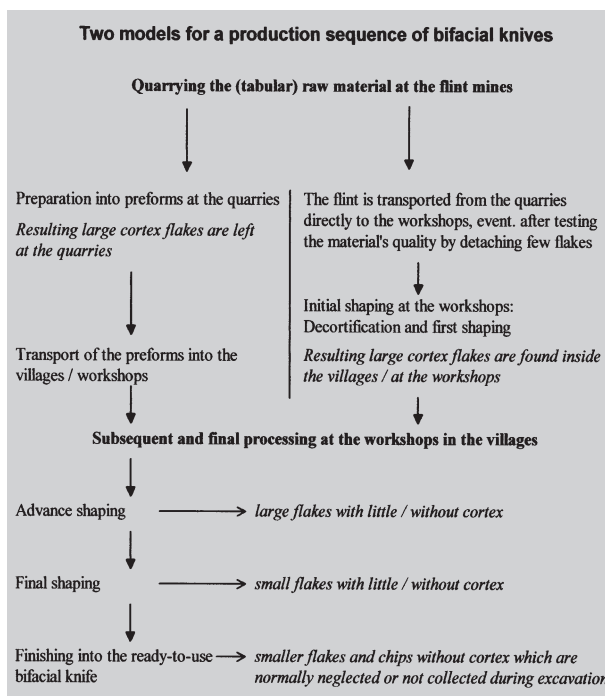 Two models for a production sequence of bifacial knives
Quarrying the (tabular) raw material at the flint mines
Preparation into preforms at the quarries
Resulting large cortex flakes are left
at the quarries
Transport of the preforms into the
villages / workshops
The flint is transported from the quarries
directly to the workshops, event. after testing
the material's quality by detaching few flakes
Initial shaping at the workshops:
Decortification and first shaping
Resulting large cortex flakes are found inside
the villages / at the workshops
Subsequent and final processing at the workshops in the villages
Advance shaping
large flakes with little / without cortex
Final shaping
small flakes with little / without cortex
Finishing into the ready-to-use
bifacial knife
smaller flakes and chips without cortex which are
normally neglected or not collected during excavation